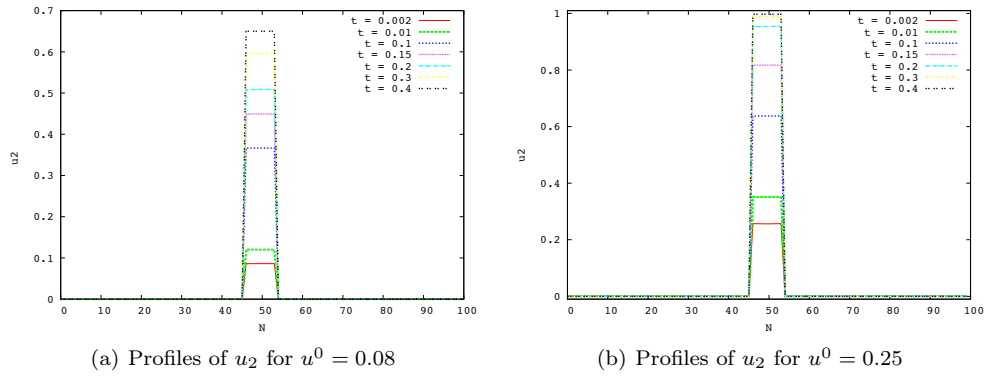 0.7
0.6
0.5
0.4
0.3
0.2
0.1
0
u2
0 10 20 30 40 50 60 70 80 90 100
N
t = 0.002
t = 0.01
t = 0.1
t = 0.15
t = 0.2
t = 0.3
t = 0.4
(a) Profiles of u₂ for u⁰ = 0.08
1
0.8
0.6
0.4
0.2
0
u2
0 10 20 30 40 50 60 70 80 90 100
N
t = 0.002
t = 0.01
t = 0.1
t = 0.15
t = 0.2
t = 0.3
t = 0.4
(b) Profiles of u₂ for u⁰ = 0.25